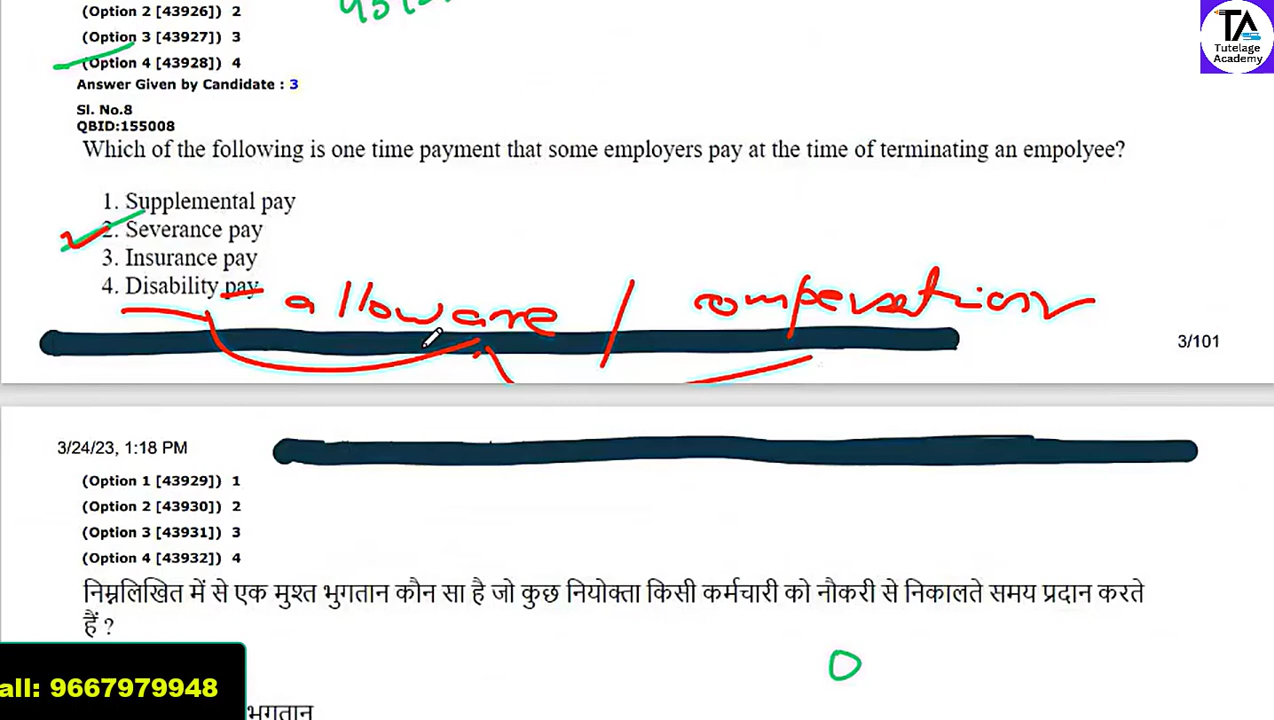 (Option 2 [43926]) 2
(Option 3 [43927]) 3
(Option 4 [43928]) 4
Answer Given by Candidate : 3
TA
Tutelage
Academy
Sl. No.8
QBID:155008
Which of the following is one time payment that some employers pay at the time of terminating an empolyee?
1. Supplemental pay
2. Severance pay
3. Insurance pay
4. Disability pay
3/101
3/24/23, 1:18 PM
(Option 1 [43929]) 1
(Option 2 [43930]) 2
(Option 3 [43931]) 3
(Option 4 [43932]) 4
निम्नलिखित में से एक मुश्त भुगतान कौन सा है जो कुछ नियोक्ता किसी कर्मचारी को नौकरी से निकालते समय प्रदान करते
हैं ?
all: 9667979948
भुगतान